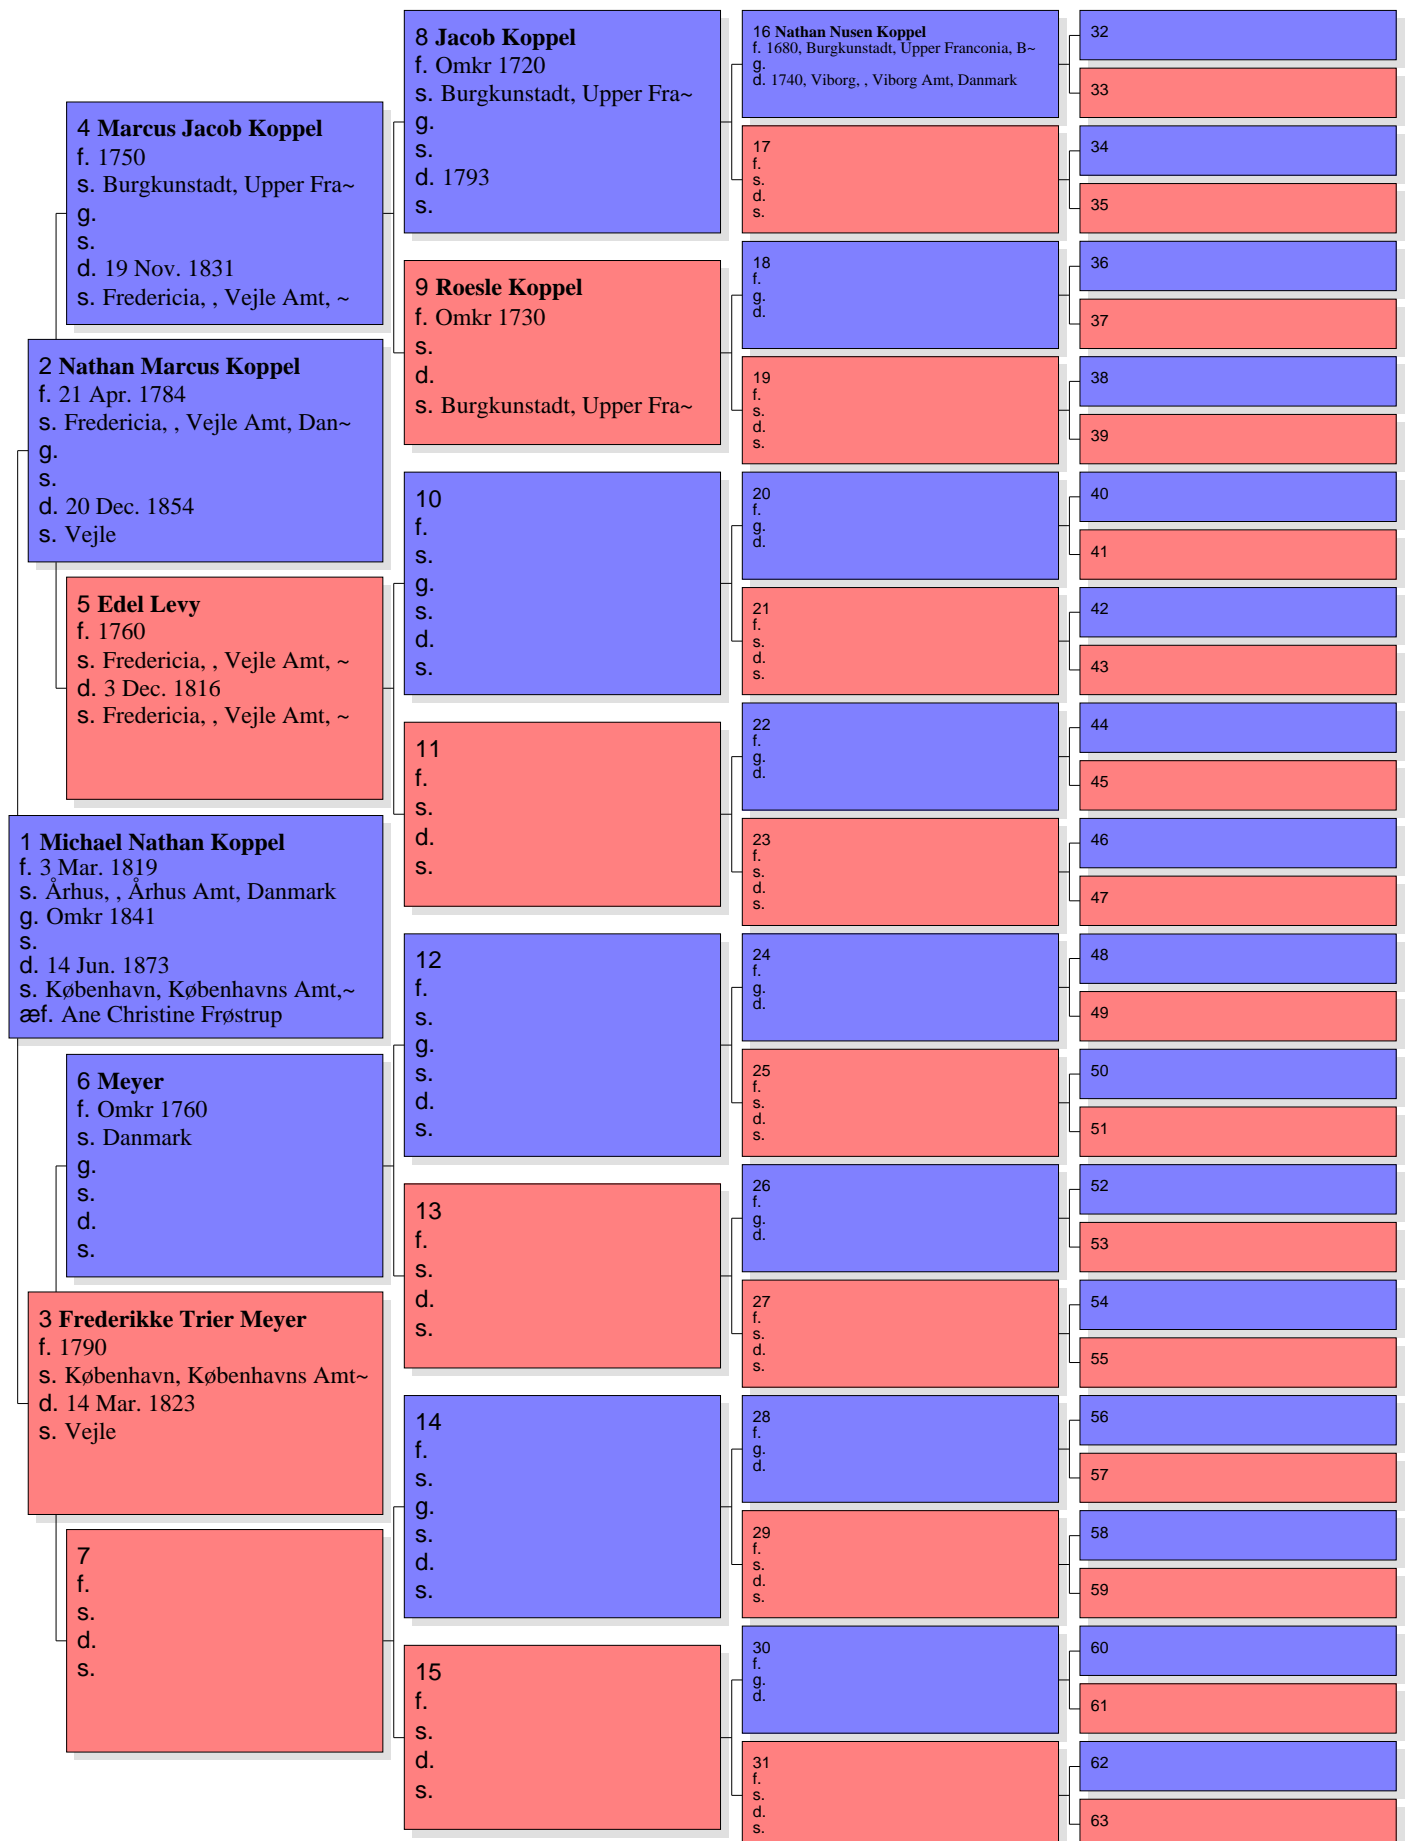 4 Marcus Jacob Koppel
f. 1750
s. Burgkunstadt, Upper Fra~
g.
s.
d. 19 Nov. 1831
s. Fredericia, , Vejle Amt, ~
2 Nathan Marcus Koppel
f. 21 Apr. 1784
s. Fredericia, , Vejle Amt, Dan~
g.
s.
d. 20 Dec. 1854
s. Vejle
5 Edel Levy
f. 1760
s. Fredericia, , Vejle Amt, ~
d. 3 Dec. 1816
s. Fredericia, , Vejle Amt, ~
1 Michael Nathan Koppel
f. 3 Mar. 1819
s. Århus, , Århus Amt, Danmark
g. Omkr 1841
s.
d. 14 Jun. 1873
s. København, Københavns Amt,~
æf. Ane Christine Frøstrup
6 Meyer
f. Omkr 1760
s. Danmark
g.
s.
d.
s.
3 Frederikke Trier Meyer
f. 1790
s. København, Københavns Amt~
d. 14 Mar. 1823
s. Vejle
7
f.
s.
d.
s.
8 Jacob Koppel
f. Omkr 1720
s. Burgkunstadt, Upper Fra~
g.
s.
d. 1793
s.
9 Roesle Koppel
f. Omkr 1730
s.
d.
s. Burgkunstadt, Upper Fra~
10
f.
s.
g.
s.
d.
s.
11
f.
s.
d.
s.
12
f.
s.
g.
s.
d.
s.
13
f.
s.
d.
s.
14
f.
s.
g.
s.
d.
s.
15
f.
s.
d.
s.
16 Nathan Nusen Koppel
f. 1680, Burgkunstadt, Upper Franconia, B~
g.
d. 1740, Viborg, , Viborg Amt, Danmark
17
f.
s.
d.
s.
18
f.
g.
d.
19
f.
s.
d.
s.
20
f.
g.
d.
21
f.
s.
d.
s.
22
f.
g.
d.
23
f.
s.
d.
s.
24
f.
g.
d.
25
f.
s.
d.
s.
26
f.
g.
d.
27
f.
s.
d.
s.
28
f.
g.
d.
29
f.
s.
d.
s.
30
f.
g.
d.
31
f.
s.
d.
s.
32
33
34
35
36
37
38
39
40
41
42
43
44
45
46
47
48
49
50
51
52
53
54
55
56
57
58
59
60
61
62
63